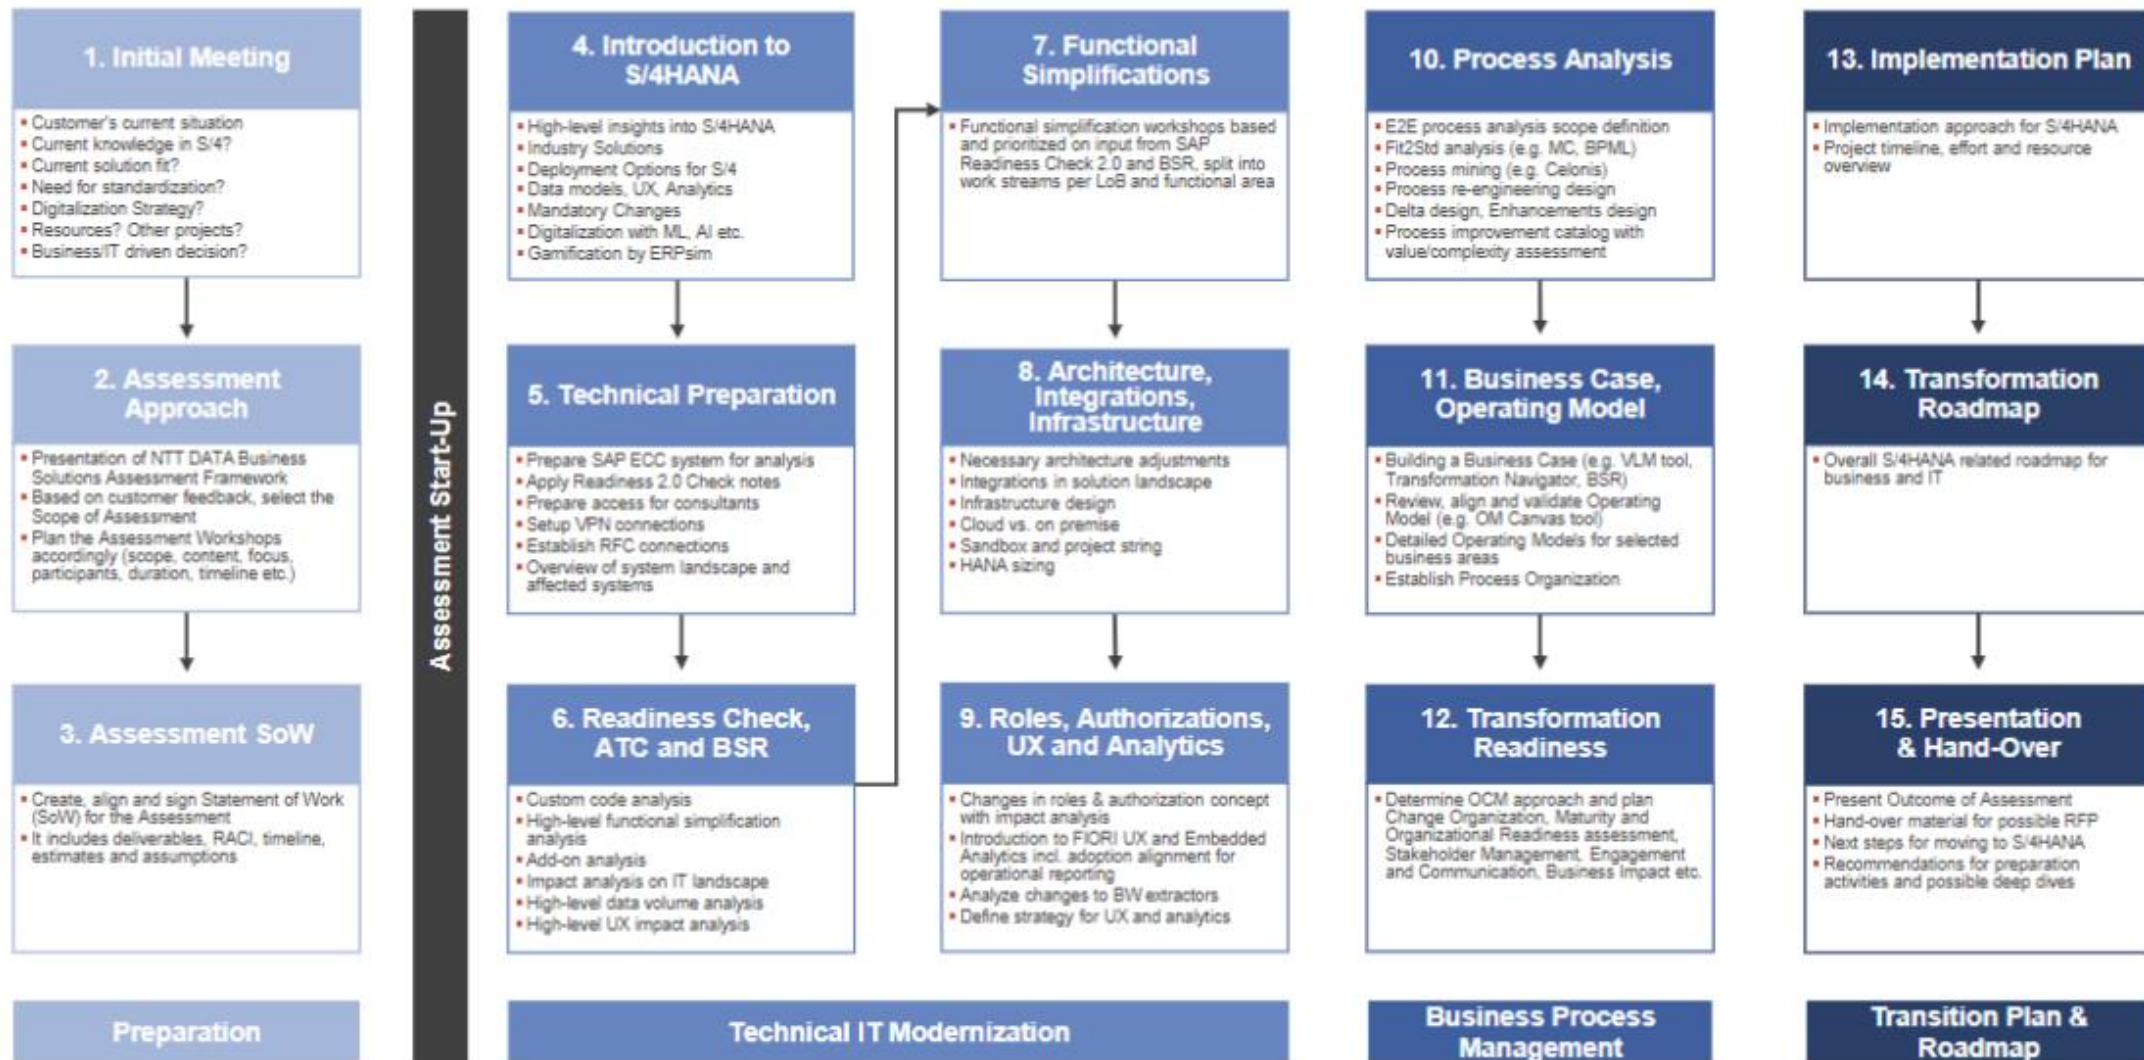 1. Initial Meeting
▪ Customer's current situation
▪ Current knowledge in S/4?
▪ Current solution fit?
▪ Need for standardization?
▪ Digitalization Strategy?
▪ Resources? Other projects?
▪ Business/IT driven decision?
2. Assessment
Approach
▪ Presentation of NTT DATA Business
Solutions Assessment Framework
▪ Based on customer feedback, select the
Scope of Assessment
▪ Plan the Assessment Workshops
accordingly (scope, content, focus,
participants, duration, timeline etc.)
3. Assessment SoW
▪ Create, align and sign Statement of Work
(SoW) for the Assessment
▪ It includes deliverables, RACI, timeline,
estimates and assumptions
Preparation
Assessment Start-Up
4. Introduction to
S/4HANA
▪ High-level insights into S/4HANA
▪ Industry Solutions
▪ Deployment Options for S/4
▪ Data models, UX, Analytics
▪ Mandatory Changes
▪ Digitalization with ML, AI etc.
▪ Gamification by ERPsim
5. Technical Preparation
▪ Prepare SAP ECC system for analysis
▪ Apply Readiness 2.0 Check notes
▪ Prepare access for consultants
▪ Setup VPN connections
▪ Establish RFC connections
▪ Overview of system landscape and
affected systems
6. Readiness Check,
ATC and BSR
▪ Custom code analysis
▪ High-level functional simplification
analysis
▪ Add-on analysis
▪ Impact analysis on IT landscape
▪ High-level data volume analysis
▪ High-level UX impact analysis
7. Functional
Simplifications
▪ Functional simplification workshops based
and prioritized on input from SAP
Readiness Check 2.0 and BSR, split into
work streams per LoB and functional area
8. Architecture,
Integrations,
Infrastructure
▪ Necessary architecture adjustments
▪ Integrations in solution landscape
▪ Infrastructure design
▪ Cloud vs. on premise
▪ Sandbox and project string
▪ HANA sizing
9. Roles, Authorizations,
UX and Analytics
▪ Changes in roles & authorization concept
with impact analysis
▪ Introduction to FIORI UX and Embedded
Analytics incl. adoption alignment for
operational reporting
▪ Analyze changes to BW extractors
▪ Define strategy for UX and analytics
Technical IT Modernization
10. Process Analysis
▪ E2E process analysis scope definition
▪ Fit2Std analysis (e.g. MC, BPML)
▪ Process mining (e.g. Celonis)
▪ Process re-engineering design
▪ Delta design, Enhancements design
▪ Process improvement catalog with
value/complexity assessment
11. Business Case,
Operating Model
▪ Building a Business Case (e.g. VLM tool,
Transformation Navigator, BSR)
▪ Review, align and validate Operating
Model (e.g. OM Canvas tool)
▪ Detailed Operating Models for selected
business areas
▪ Establish Process Organization
12. Transformation
Readiness
▪ Determine OCM approach and plan
Change Organization, Maturity and
Organizational Readiness assessment,
Stakeholder Management, Engagement
and Communication, Business Impact etc.
Business Process
Management
13. Implementation Plan
▪ Implementation approach for S/4HANA
▪ Project timeline, effort and resource
overview
14. Transformation
Roadmap
▪ Overall S/4HANA related roadmap for
business and IT
15. Presentation
& Hand-Over
▪ Present Outcome of Assessment
▪ Hand-over material for possible RFP
▪ Next steps for moving to S/4HANA
▪ Recommendations for preparation
activities and possible deep dives
Transition Plan &
Roadmap